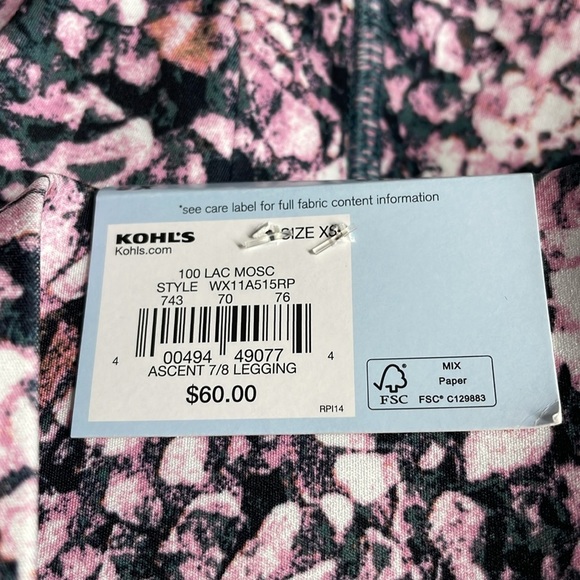 *see care label for full fabric content information
KOHL'S SIZE XS
Kohls.com
100 LAC MOSC
STYLE WX11A515RP
743 70 76
4 00494 49077 4
ASCENT 7/8 LEGGING
$60.00
RPI14
FSC
MIX
Paper
FSC® C129883